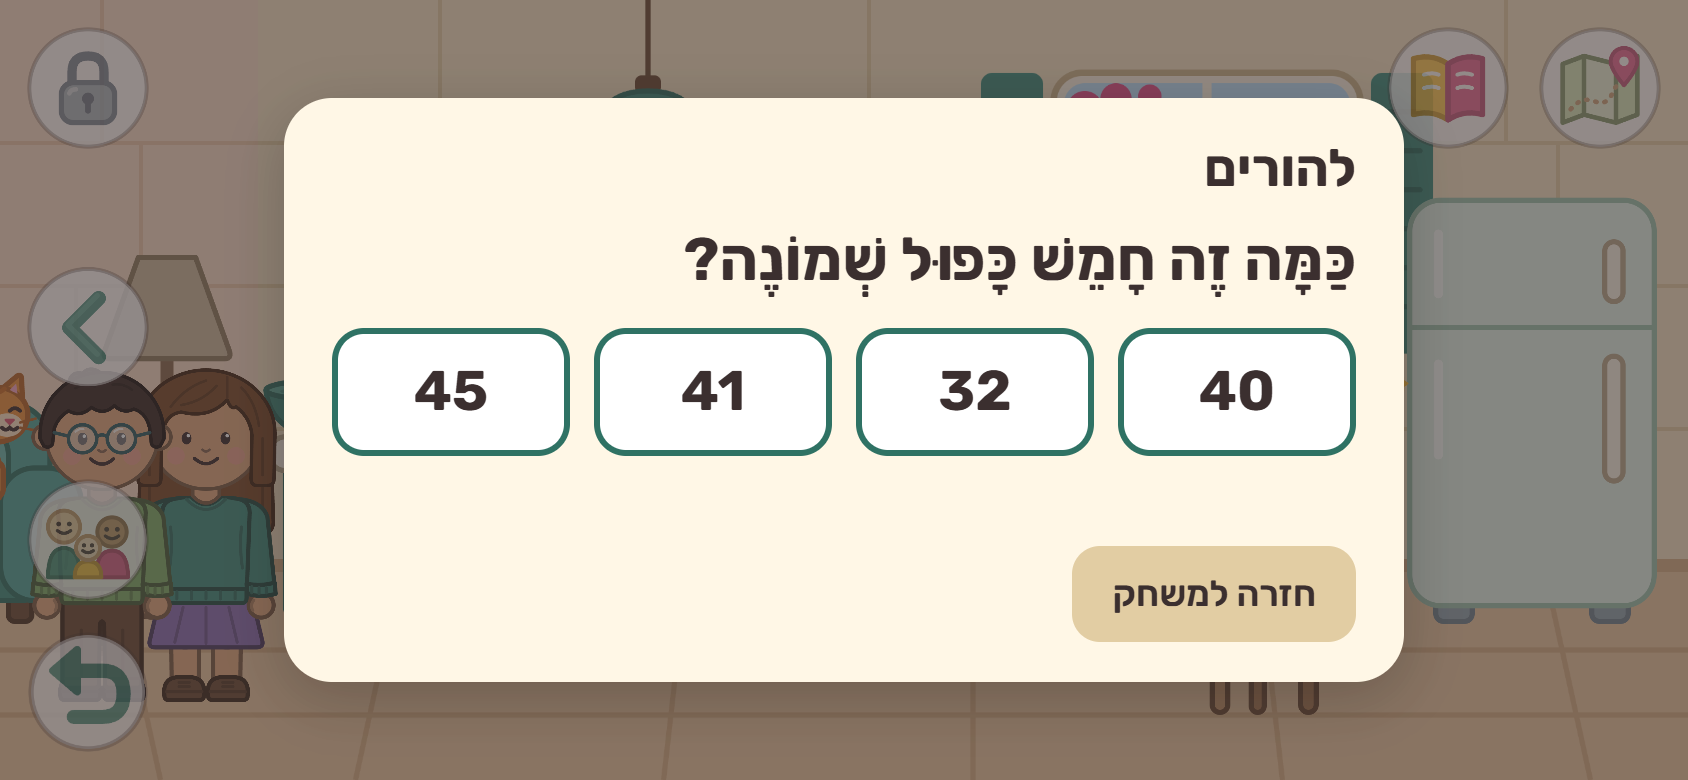 להורים
כַּמָּה זֶה חָמֵשׁ כָּפוּל שְׁמוֹנֶה?
40 32 41 45
חזרה למשחק